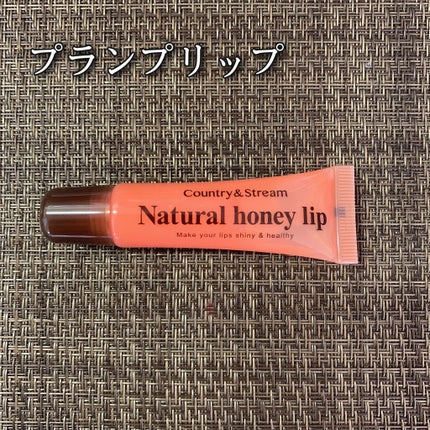 プランプリップ
Country&Stream
Natural honey lip
Make your lips shiny & healthy